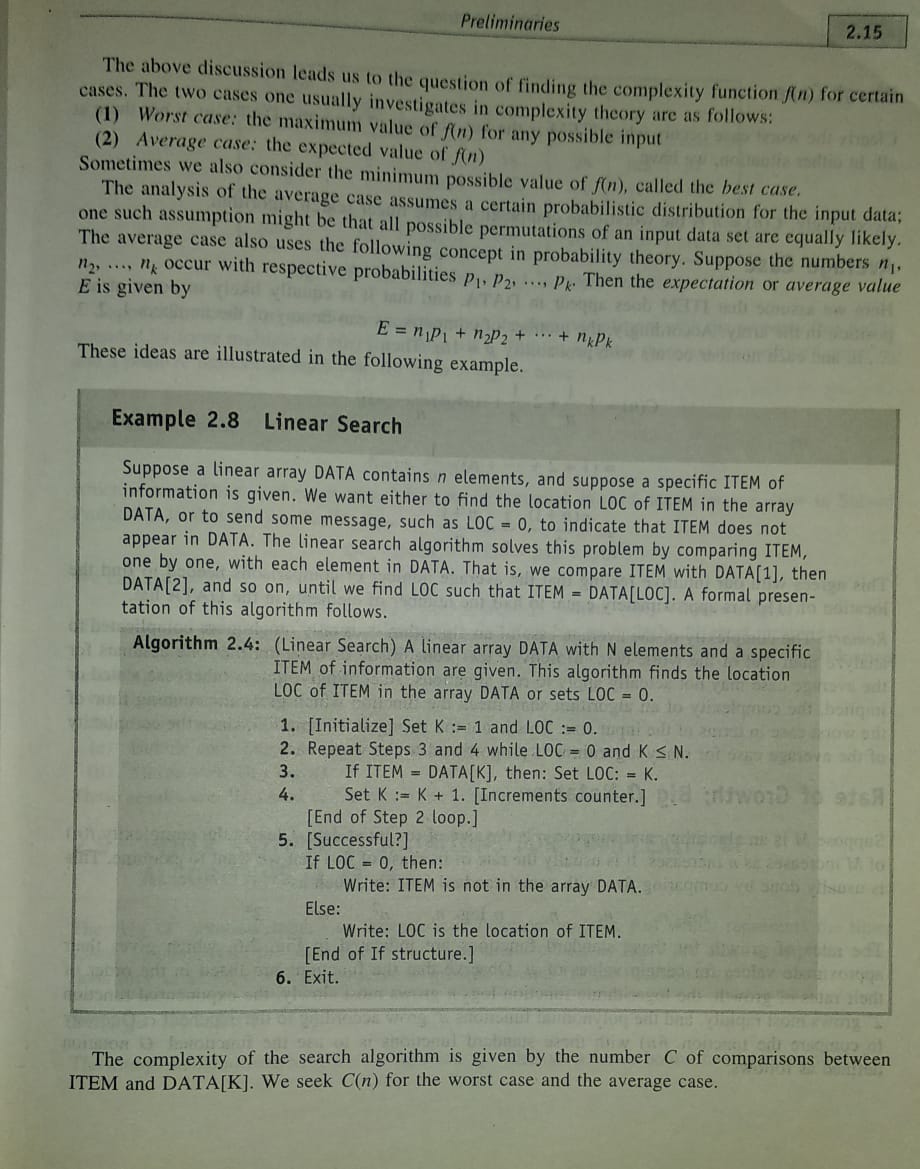 Preliminaries
2.15
The above discussion leads us to the question of finding the complexity function f(n) for certain
cases. The two cases one usually investigates in complexity theory are as follows:
(1) Worst case: the maximum value of f(n) for any possible input
(2) Average case: the expected value of f(n)
Sometimes we also consider the minimum possible value of f(n), called the best case.
The analysis of the average case assumes a certain probabilistic distribution for the input data;
one such assumption might be that all possible permutations of an input data set are equally likely.
The average case also uses the following concept in probability theory. Suppose the numbers n₁,
n₂, ..., nₖ occur with respective probabilities p₁, p₂, ..., pₖ. Then the expectation or average value
E is given by
E = n₁p₁ + n₂p₂ + ··· + nₖpₖ
These ideas are illustrated in the following example.
Example 2.8 Linear Search
Suppose a linear array DATA contains n elements, and suppose a specific ITEM of
information is given. We want either to find the location LOC of ITEM in the array
DATA, or to send some message, such as LOC = 0, to indicate that ITEM does not
appear in DATA. The linear search algorithm solves this problem by comparing ITEM,
one by one, with each element in DATA. That is, we compare ITEM with DATA[1], then
DATA[2], and so on, until we find LOC such that ITEM = DATA[LOC]. A formal presen-
tation of this algorithm follows.
Algorithm 2.4: (Linear Search) A linear array DATA with N elements and a specific
ITEM of information are given. This algorithm finds the location
LOC of ITEM in the array DATA or sets LOC = 0.
1. [Initialize] Set K := 1 and LOC := 0.
2. Repeat Steps 3 and 4 while LOC = 0 and K ≤ N.
3. If ITEM = DATA[K], then: Set LOC: = K.
4. Set K := K + 1. [Increments counter.]
[End of Step 2 loop.]
5. [Successful?]
If LOC = 0, then:
Write: ITEM is not in the array DATA.
Else:
Write: LOC is the location of ITEM.
[End of If structure.]
6. Exit.
The complexity of the search algorithm is given by the number C of comparisons between
ITEM and DATA[K]. We seek C(n) for the worst case and the average case.